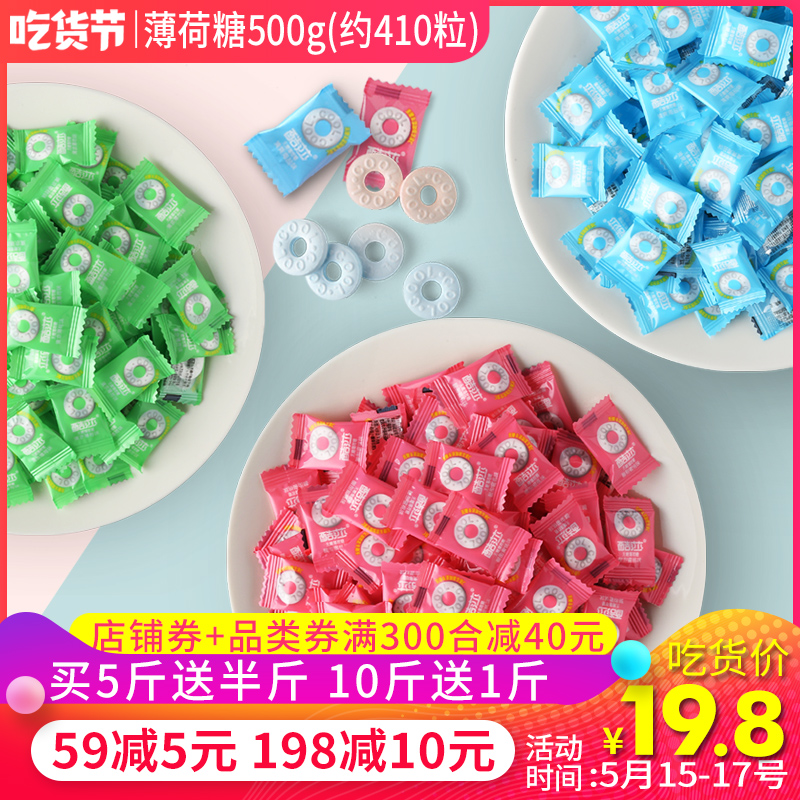 吃货节 薄荷糖500g(约410粒)
酷莎
店铺券+品类券满300合减40元
买5斤送半斤 10斤送1斤
59减5元 198减10元
吃货价
¥19.8
活动
时间:5月15-17号